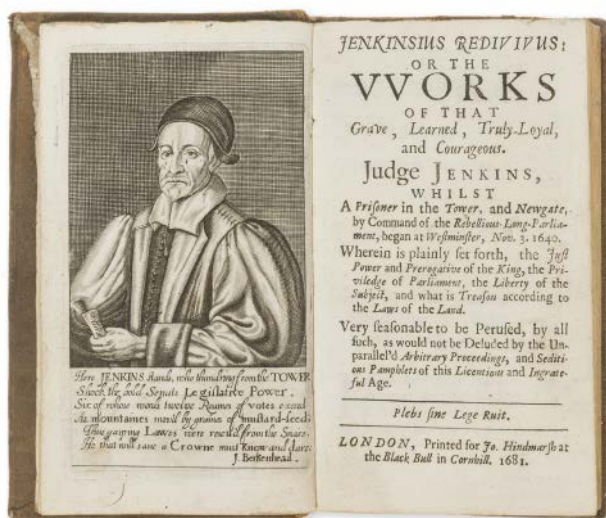 Here JENKINS stands, who thundring from the TOWER
Shook the bold Senats Legislative Power.
Six of whose words twelve Reams of votes exceed
As mountaines mov'd by graines of mustard-seed:
Thus gasping Lawes were rescu'd from the Snare.
He that will save a Crowne must know and dare.
J. Berkenhead.
JENKINSIUS REDIVIVUS:
OR THE
VVORKS
OF THAT
Grave, Learned, Truly-Loyal,
and Courageous.
Judge JENKINS,
WHILST
A Priſoner in the Tower, and Newgate,
by Command of the Rebellious-Long-Parlia-
ment, began at Weſtminſter, Nov. 3. 1640.
Wherein is plainly ſet forth, the Juſt
Power and Prerogative of the King, the Pri-
viledge of Parliament, the Liberty of the
Subject, and what is Treaſon according to
the Laws of the Land.
Very ſeaſonable to be Peruſed, by all
ſuch, as would not be Deluded by the Un-
parallel'd Arbitrary Proceedings, and Sediti-
ous Pamphlets of this Licentious and Ingrate-
ful Age.
Plebs ſine Lege Ruit.
LONDON, Printed for Jo. Hindmarſh at
the Black Bull in Cornhill. 1681.